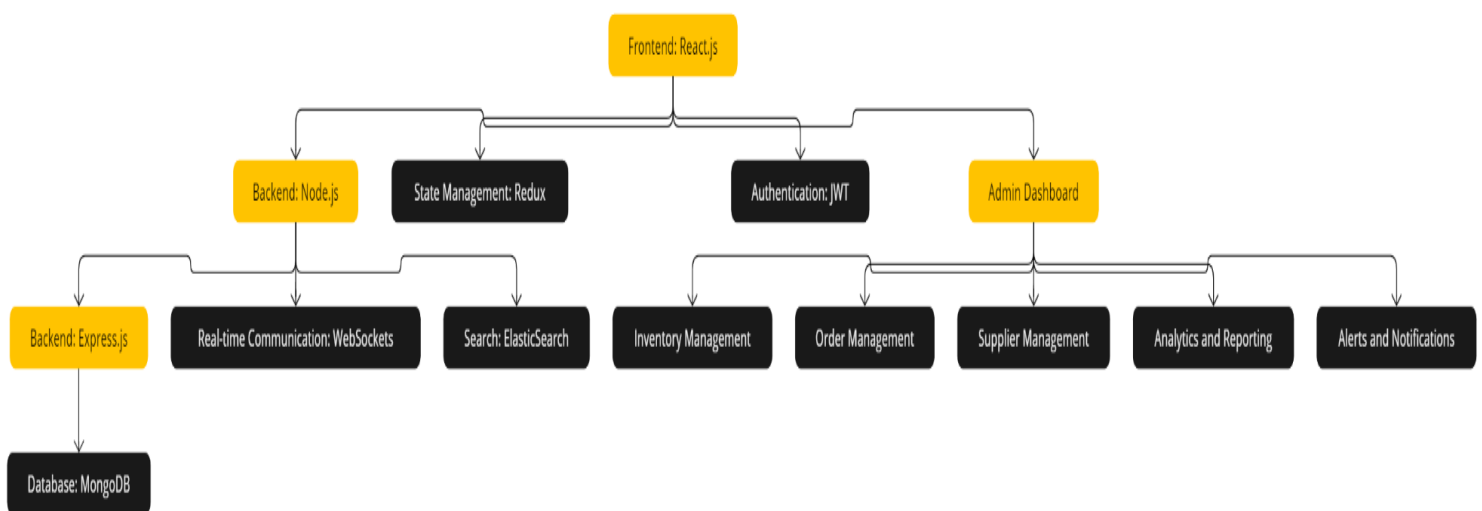 Frontend: React.js
Backend: Node.js
State Management: Redux
Authentication: JWT
Admin Dashboard
Backend: Express.js
Real-time Communication: WebSockets
Search: ElasticSearch
Inventory Management
Order Management
Supplier Management
Analytics and Reporting
Alerts and Notifications
Database: MongoDB